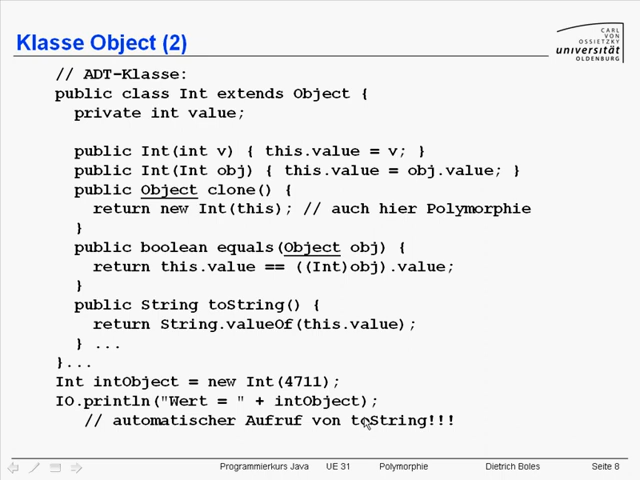 Klasse Object (2)
CARL
VON
OSSIETZKY
universität
OLDENBURG
// ADT-Klasse:
public class Int extends Object {
private int value;
public Int(int v) { this.value = v; }
public Int(Int obj) { this.value = obj.value; }
public Object clone() {
return new Int(this); // auch hier Polymorphie
}
public boolean equals(Object obj) {
return this.value == ((Int)obj).value;
}
public String toString() {
return String.valueOf(this.value);
} ...
}...
Int intObject = new Int(4711);
IO.println("Wert = " + intObject);
// automatischer Aufruf von toString!!!
Programmierkurs Java UE 31 Polymorphie Dietrich Boles Seite 8